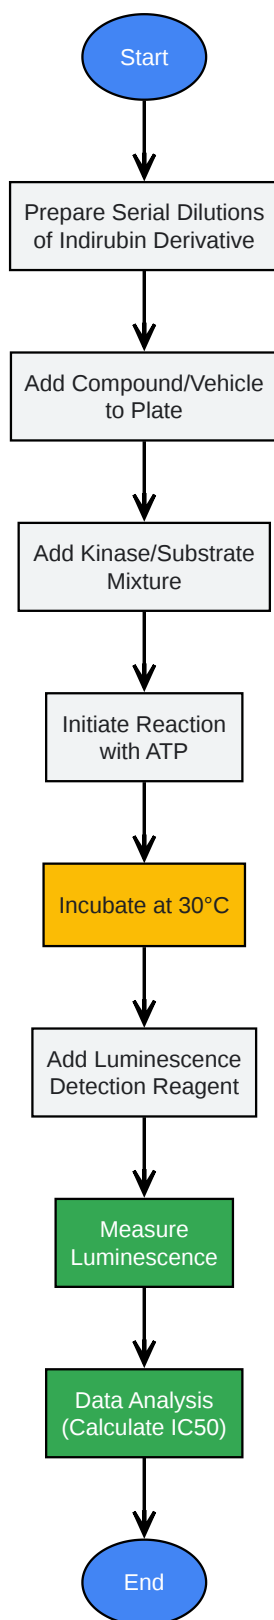 Start
Prepare Serial Dilutions
of Indirubin Derivative
Add Compound/Vehicle
to Plate
Add Kinase/Substrate
Mixture
Initiate Reaction
with ATP
Incubate at 30°C
Add Luminescence
Detection Reagent
Measure
Luminescence
Data Analysis
(Calculate IC50)
End